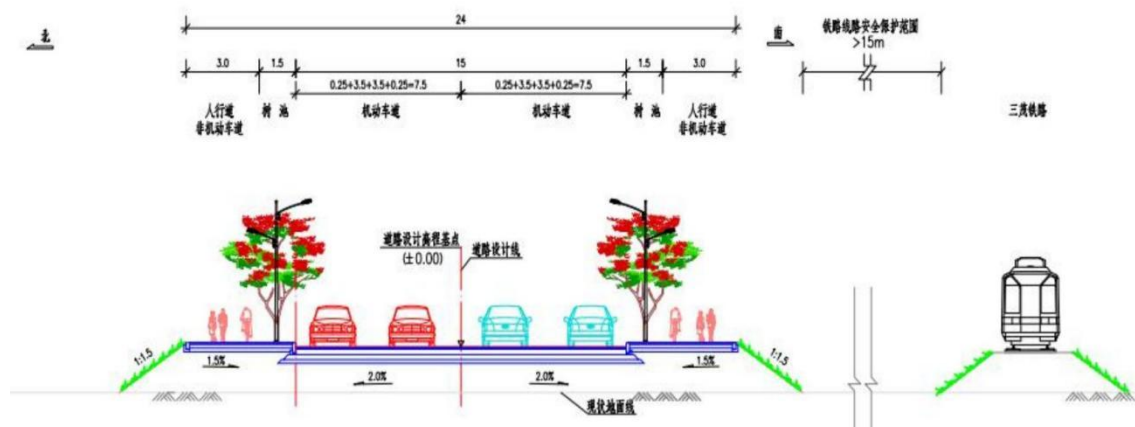 24
北
南
铁路线路安全保护范围
>15m
3.0
1.5
15
1.5
3.0
0.25+3.5+3.5+0.25=7.5
0.25+3.5+3.5+0.25=7.5
人行道
非机动车道
树 池
机动车道
机动车道
树 池
人行道
非机动车道
三茂铁路
道路设计高程基点
(±0.00)
道路设计线
1:1.5
1.5%
2.0%
2.0%
1.5%
1:1.5
现状地面线